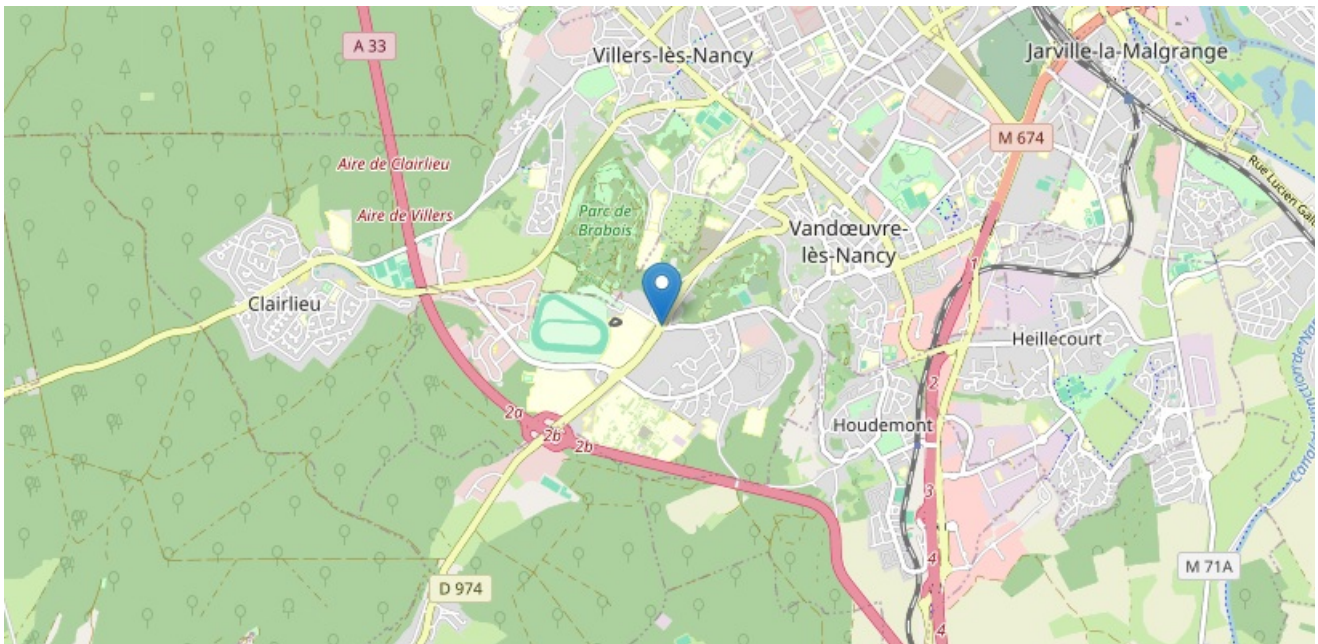 A 33
Villers-lès-Nancy
Jarville-la-Malgrange
M 674
Aire de Clairlieu
Rue Lucien Gall
Aire de Villers
Parc de
Brabois
Vandœuvre-
lès-Nancy
1
Clairlieu
Heillecourt
2
2a
2b
2b
Houdemont
3
4
M 71A
D 974
4